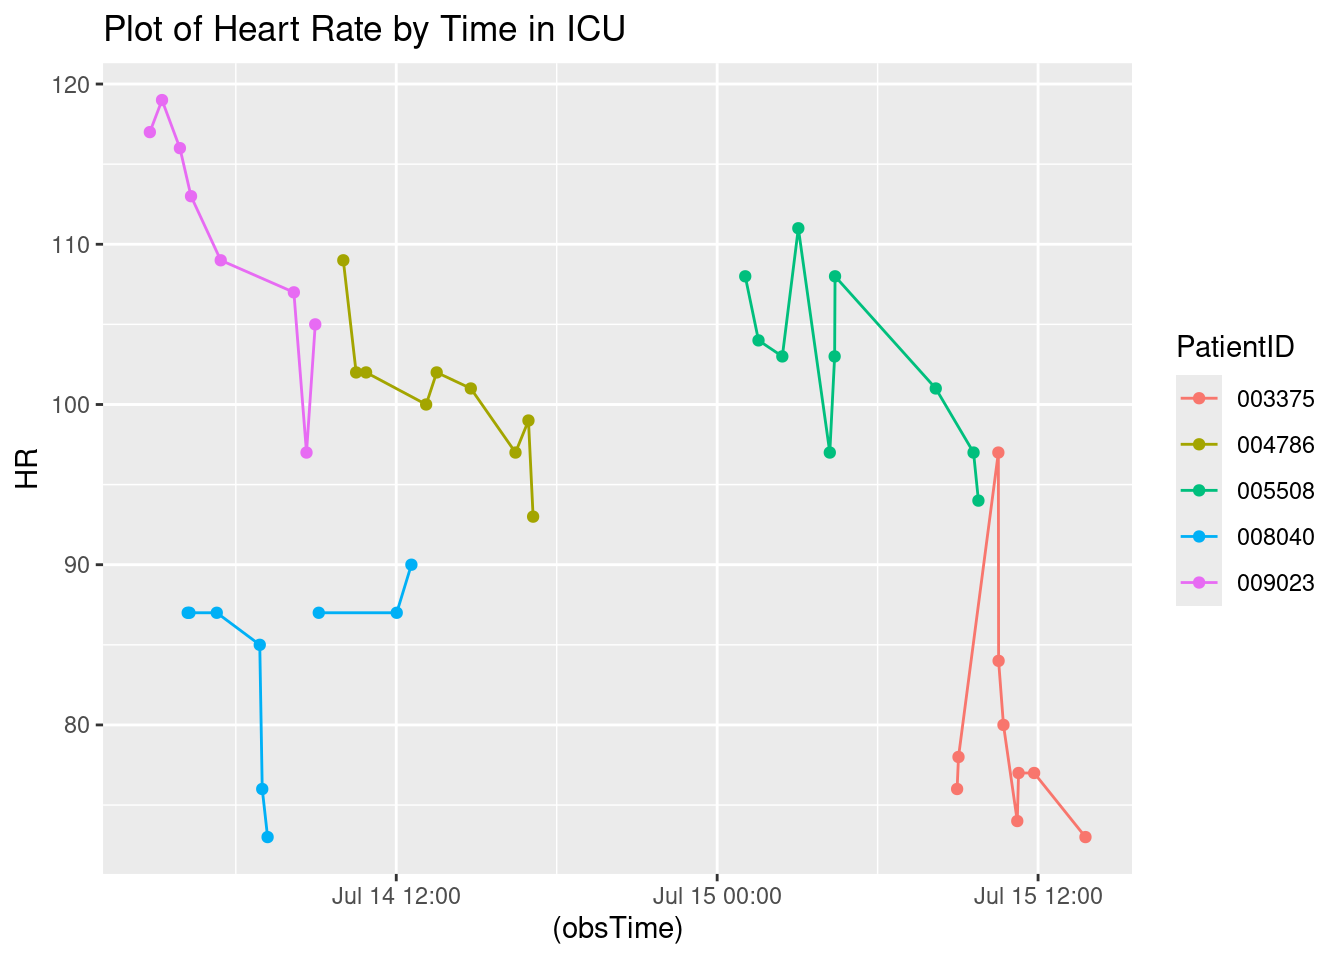 Plot of Heart Rate by Time in ICU
120
110
100
90
80
HR
Jul 14 12:00
Jul 15 00:00
Jul 15 12:00
(obsTime)
PatientID
003375
004786
005508
008040
009023